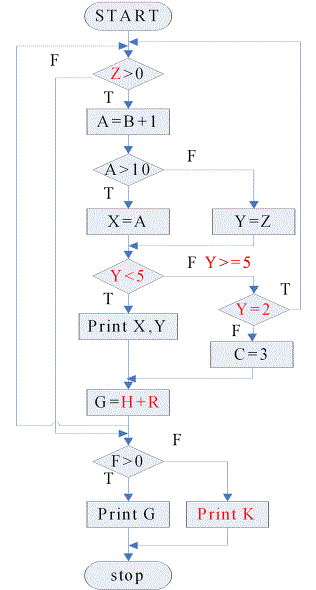 START
F
Z>0
T
A=B+1
A>10
F
T
X=A
Y=Z
Y<5
F Y>=5
T
Y=2
T
F
Print X,Y
C=3
G=H+R
F
F>0
T
Print G
Print K
stop